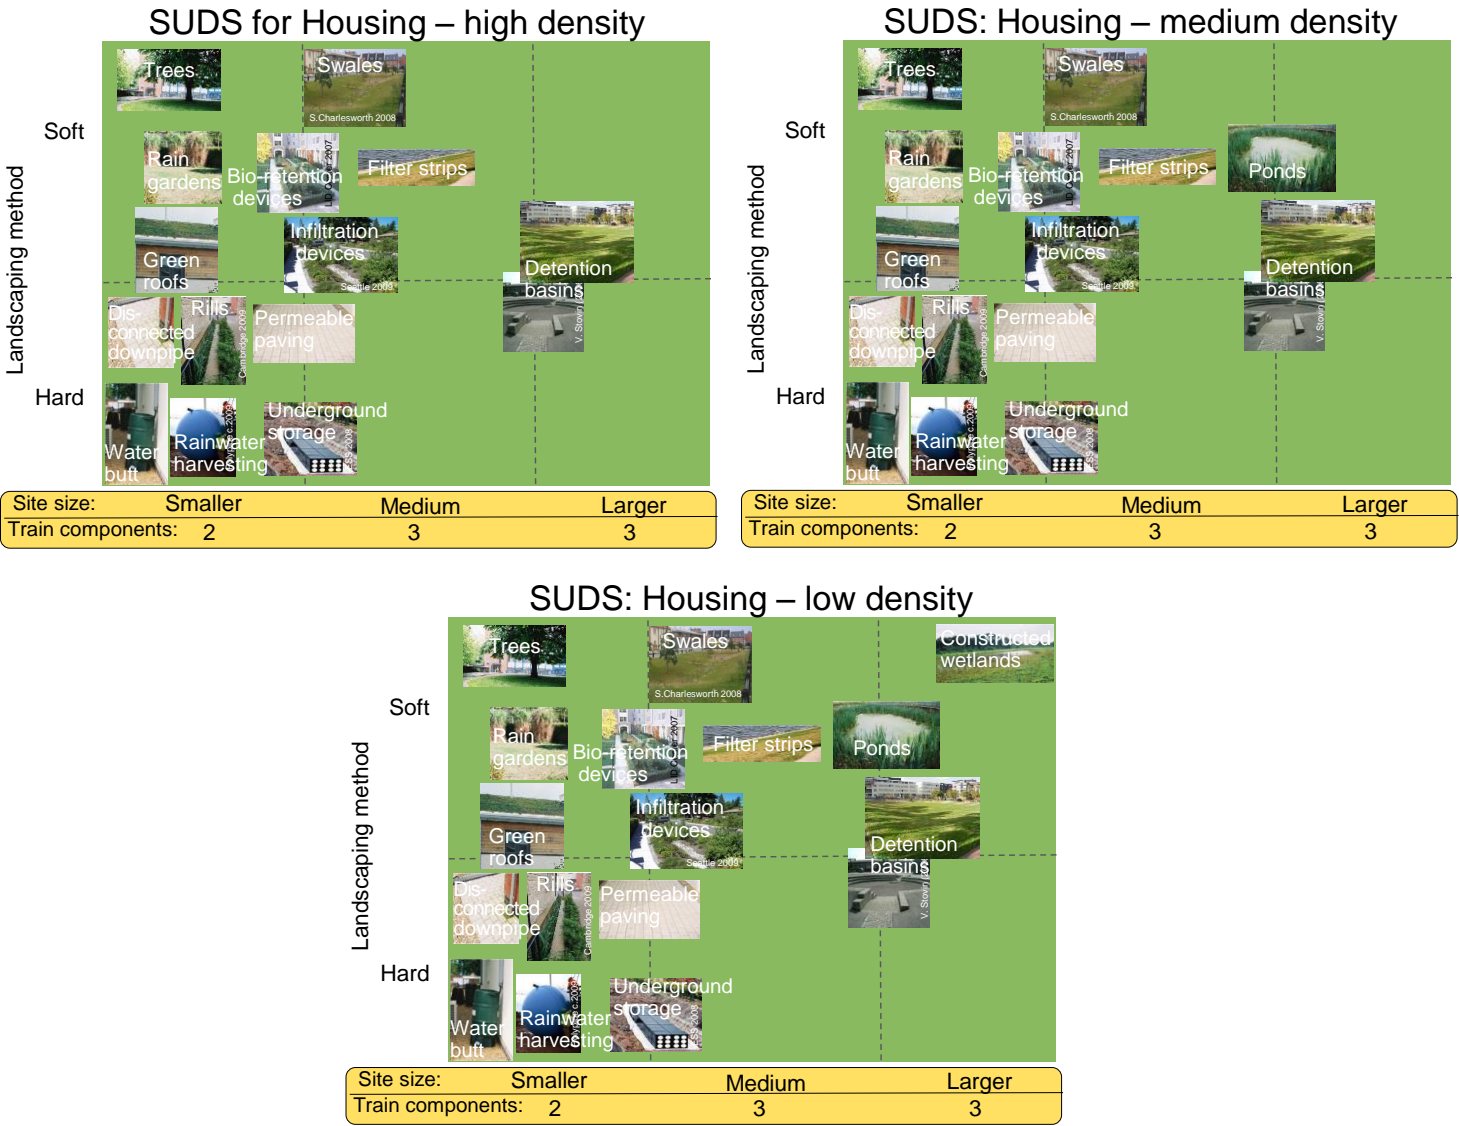 SUDS for Housing – high density
Trees
Swales
S.Charlesworth 2008
Soft
Rain
gardens
Bio-retention
devices
Filter strips
Infiltration
devices
Seattle 2009
Green
roofs
Detention
basins
Landscaping method
Dis-
connected
downpipe
Rills
Cambridge 2009
Permeable
paving
Hard
Water
butt
Rainwater
harvesting
Underground
storage
Site size: Smaller Medium Larger
Train components: 2 3 3
SUDS: Housing – medium density
Trees
Swales
S.Charlesworth 2008
Soft
Rain
gardens
Bio-retention
devices
Filter strips
Ponds
Infiltration
devices
Seattle 2009
Green
roofs
Detention
basins
Landscaping method
Dis-
connected
downpipe
Rills
Cambridge 2009
Permeable
paving
Hard
Water
butt
Rainwater
harvesting
Underground
storage
Site size: Smaller Medium Larger
Train components: 2 3 3
SUDS: Housing – low density
Trees
Swales
S.Charlesworth 2008
Constructed
wetlands
Soft
Rain
gardens
Bio-retention
devices
Filter strips
Ponds
Infiltration
devices
Seattle 2009
Green
roofs
Detention
basins
Landscaping method
Dis-
connected
downpipe
Rills
Cambridge 2009
Permeable
paving
Hard
Water
butt
Rainwater
harvesting
Underground
storage
Site size: Smaller Medium Larger
Train components: 2 3 3